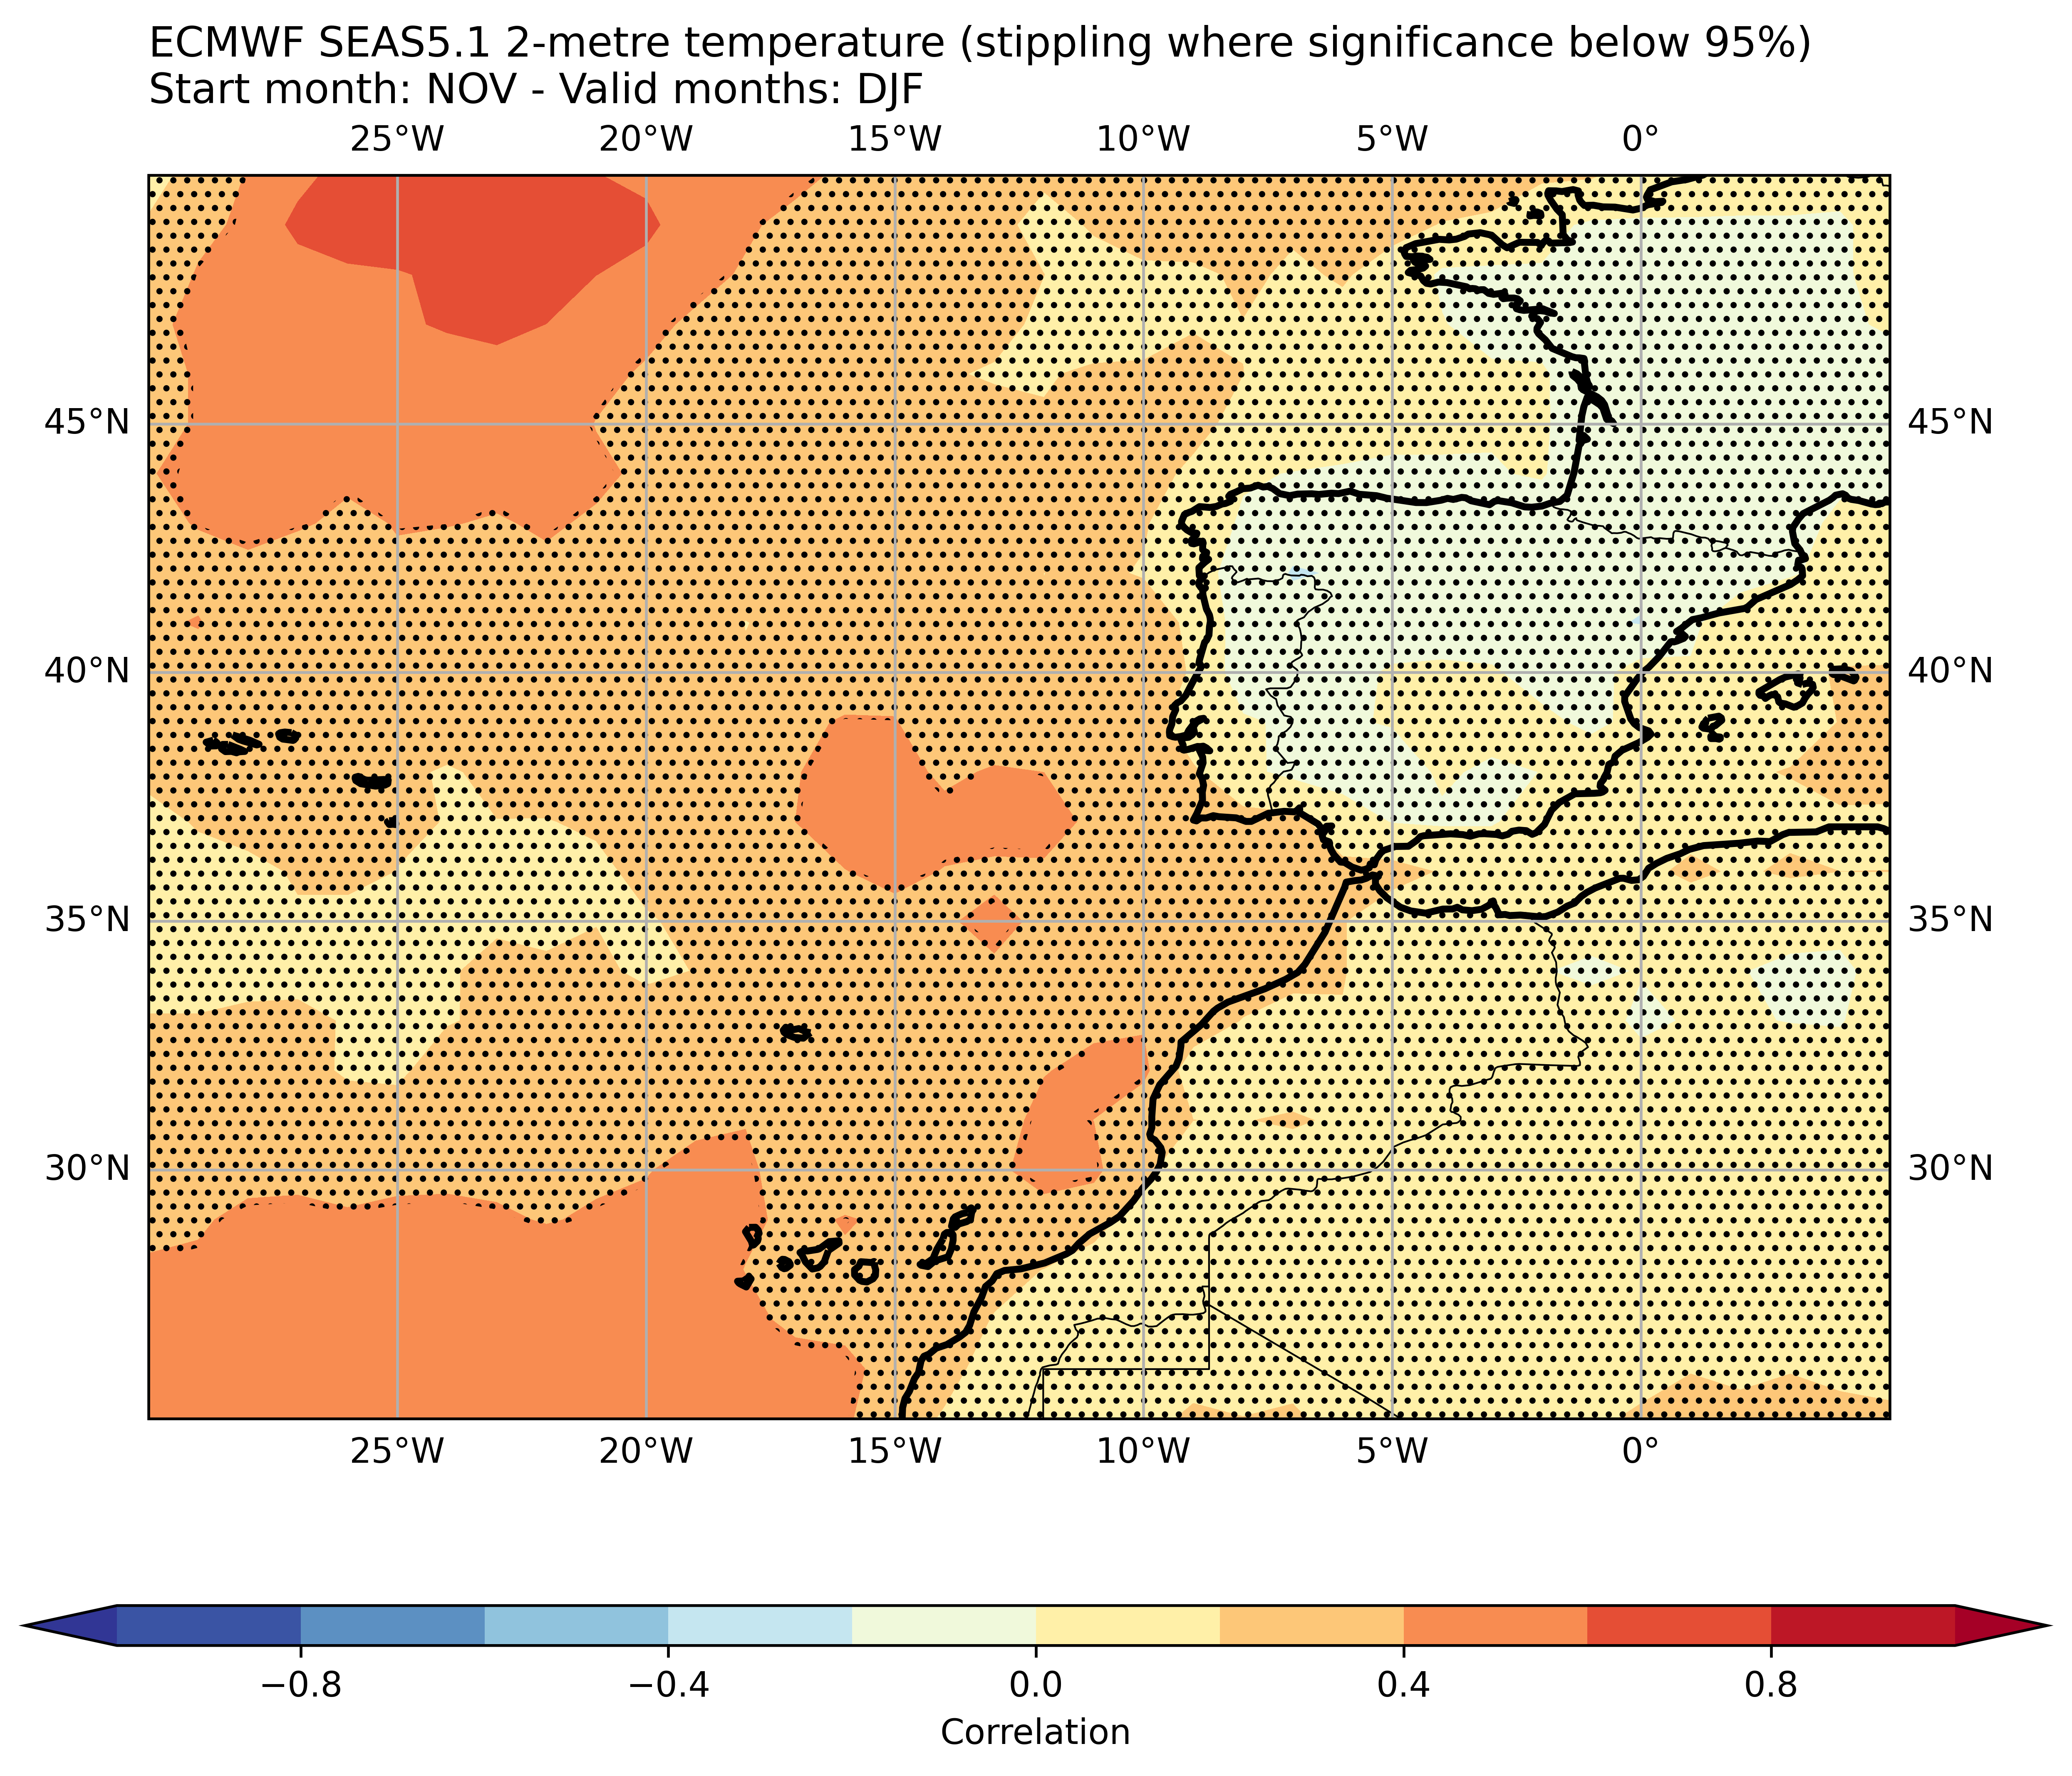 ECMWF SEAS5.1 2-metre temperature (stippling where significance below 95%)
Start month: NOV - Valid months: DJF
25°W 20°W 15°W 10°W 5°W 0°
45°N 45°N
40°N 40°N
35°N 35°N
30°N 30°N
25°W 20°W 15°W 10°W 5°W 0°
−0.8 −0.4 0.0 0.4 0.8
Correlation